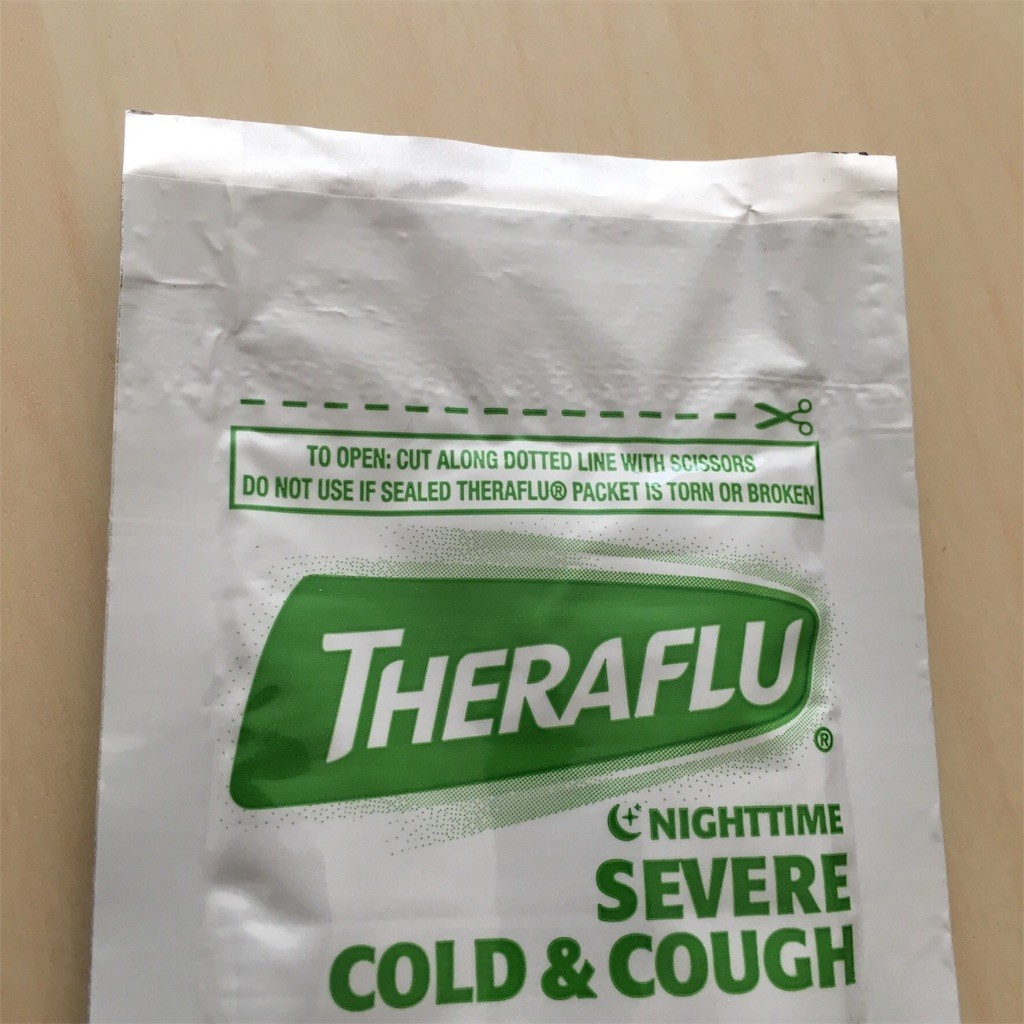 TO OPEN: CUT ALONG DOTTED LINE WITH SCISSORS
DO NOT USE IF SEALED THERAFLU® PACKET IS TORN OR BROKEN
THERAFLU®
NIGHTTIME
SEVERE
COLD & COUGH